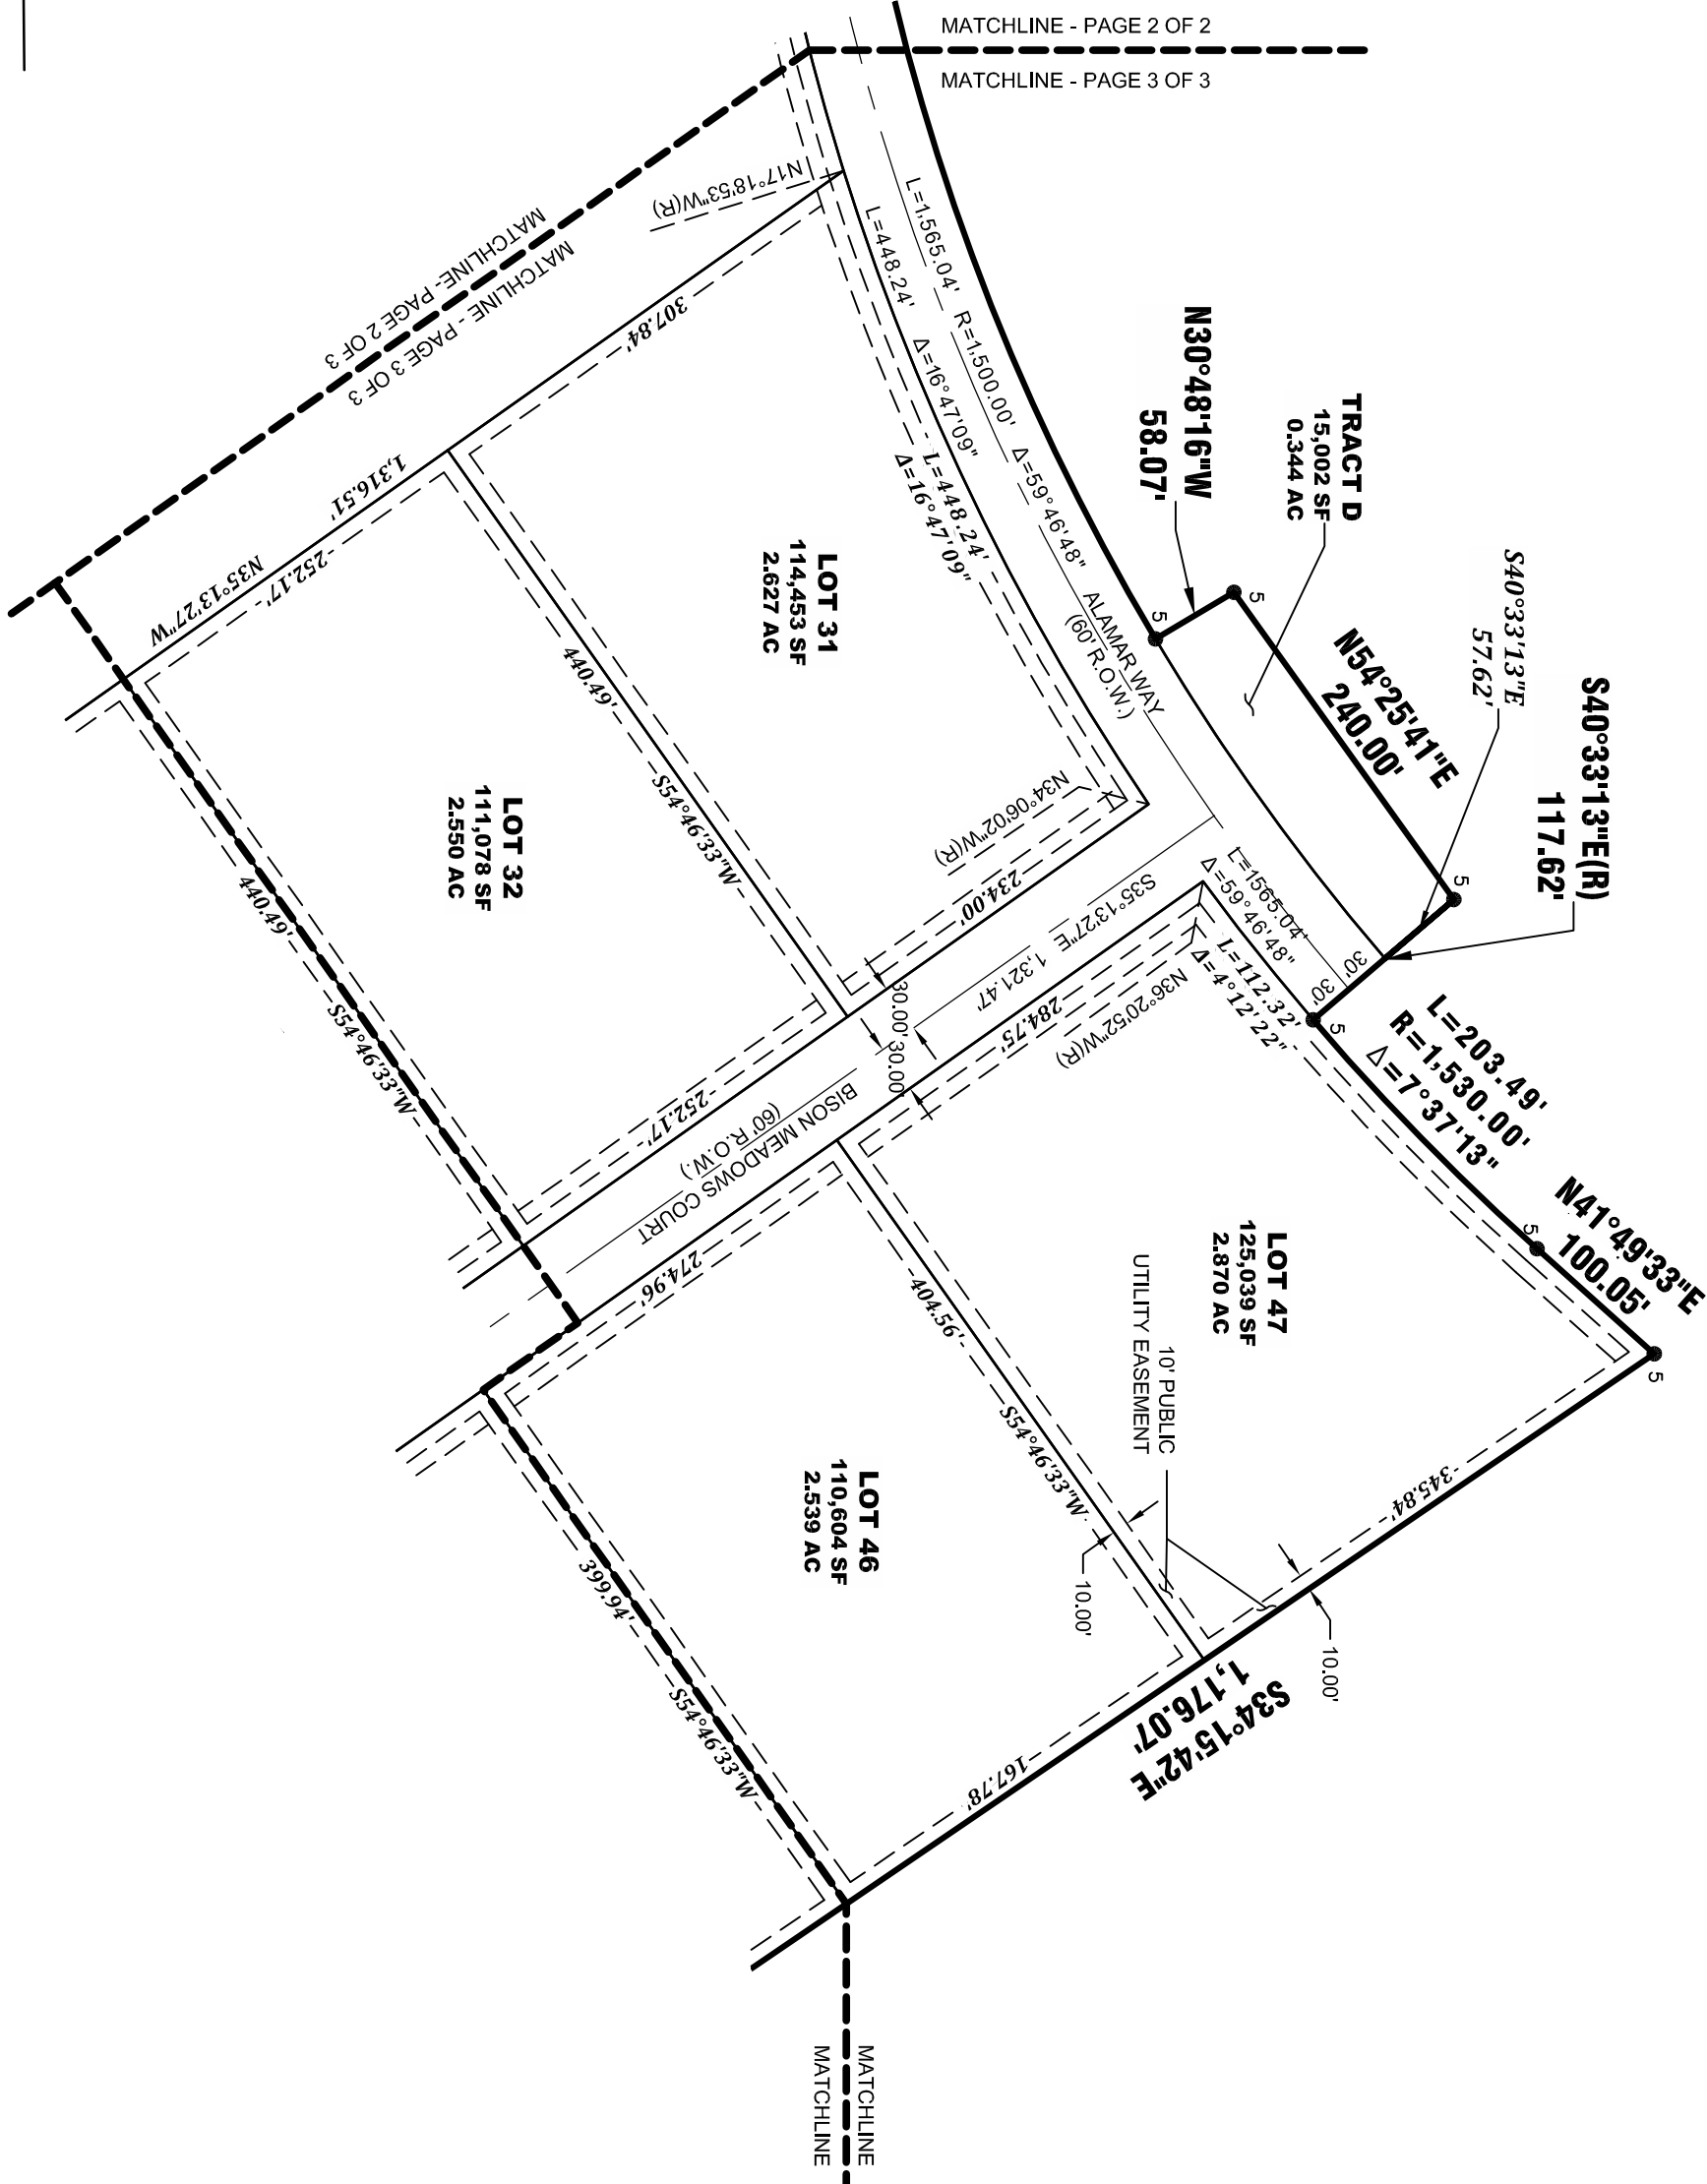 MATCHLINE - PAGE 2 OF 2
MATCHLINE - PAGE 3 OF 3
MATCHLINE- PAGE 2 OF 3
MATCHLINE - PAGE 3 OF 3
N17°18'53"W(R)
L=1,565.04' R=1,500.00' Δ=59°46'48"
ALAMAR WAY
(60' R.O.W.)
L=448.24' Δ=16°47'09"
L=448.24'
Δ=16°47'09"
N30°48'16"W
58.07'
TRACT D
15,002 SF
0.344 AC
S40°33'13"E
57.62'
N54°25'41"E
240.00'
S40°33'13"E(R)
117.62'
5
5
5
5
5
5
307.84'
1,316.51'
N35°13'27"W
252.17'
LOT 31
114,453 SF
2.627 AC
440.49'
S54°46'33"W
N34°06'02"W(R)
234.00'
LOT 32
111,078 SF
2.550 AC
440.49'
S54°46'33"W
252.17'
L=1565.04'
Δ=59°46'48"
30'
30'
L=112.32'
Δ=4°12'22"
N36°20'52"W(R)
S35°13'27"E
1,321.47'
284.75'
30.00'
30.00'
BISON MEADOWS COURT
(60' R.O.W.)
L=203.49'
R=1,530.00'
Δ=7°37'13"
N41°49'33"E
100.05'
LOT 47
125,039 SF
2.870 AC
10' PUBLIC
UTILITY EASEMENT
404.56'
S54°46'33"W
274.96'
345.84'
10.00'
10.00'
LOT 46
110,604 SF
2.539 AC
399.94'
S54°46'33"W
167.78'
S34°15'42"E
1,176.07'
MATCHLINE
MATCHLINE